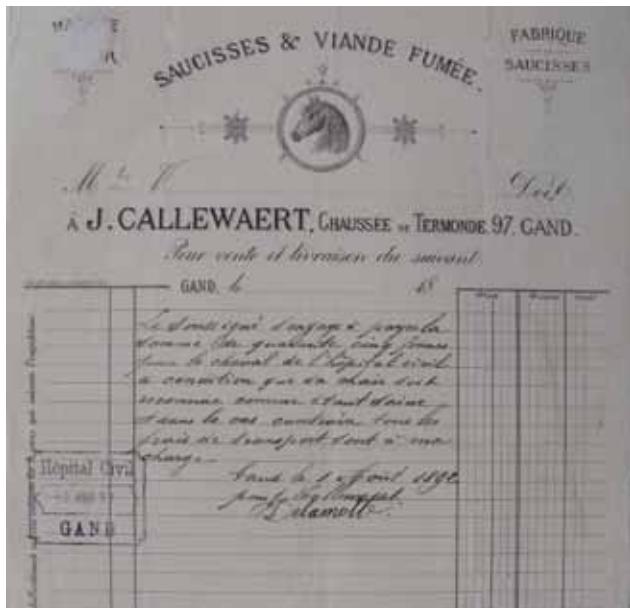 FABRIQUE
SAUCISSES
SAUCISSES & VIANDE FUMÉE.
Doit
À J. CALLEWAERT, CHAUSSÉE DE TERMONDE 97, GAND.
Pour vente et livraison du suivant.
GAND, le 18
Le soussigné s'engage à payer la
somme de quarante cinq francs
pour le cheval de l'hôpital civil
à condition que sa chair soit
reconnue comme étant saine
dans le cas contraire tous les
frais de transport sont à ma
charge.
Gand le 1 Août 1892
Hôpital Civil
GAND